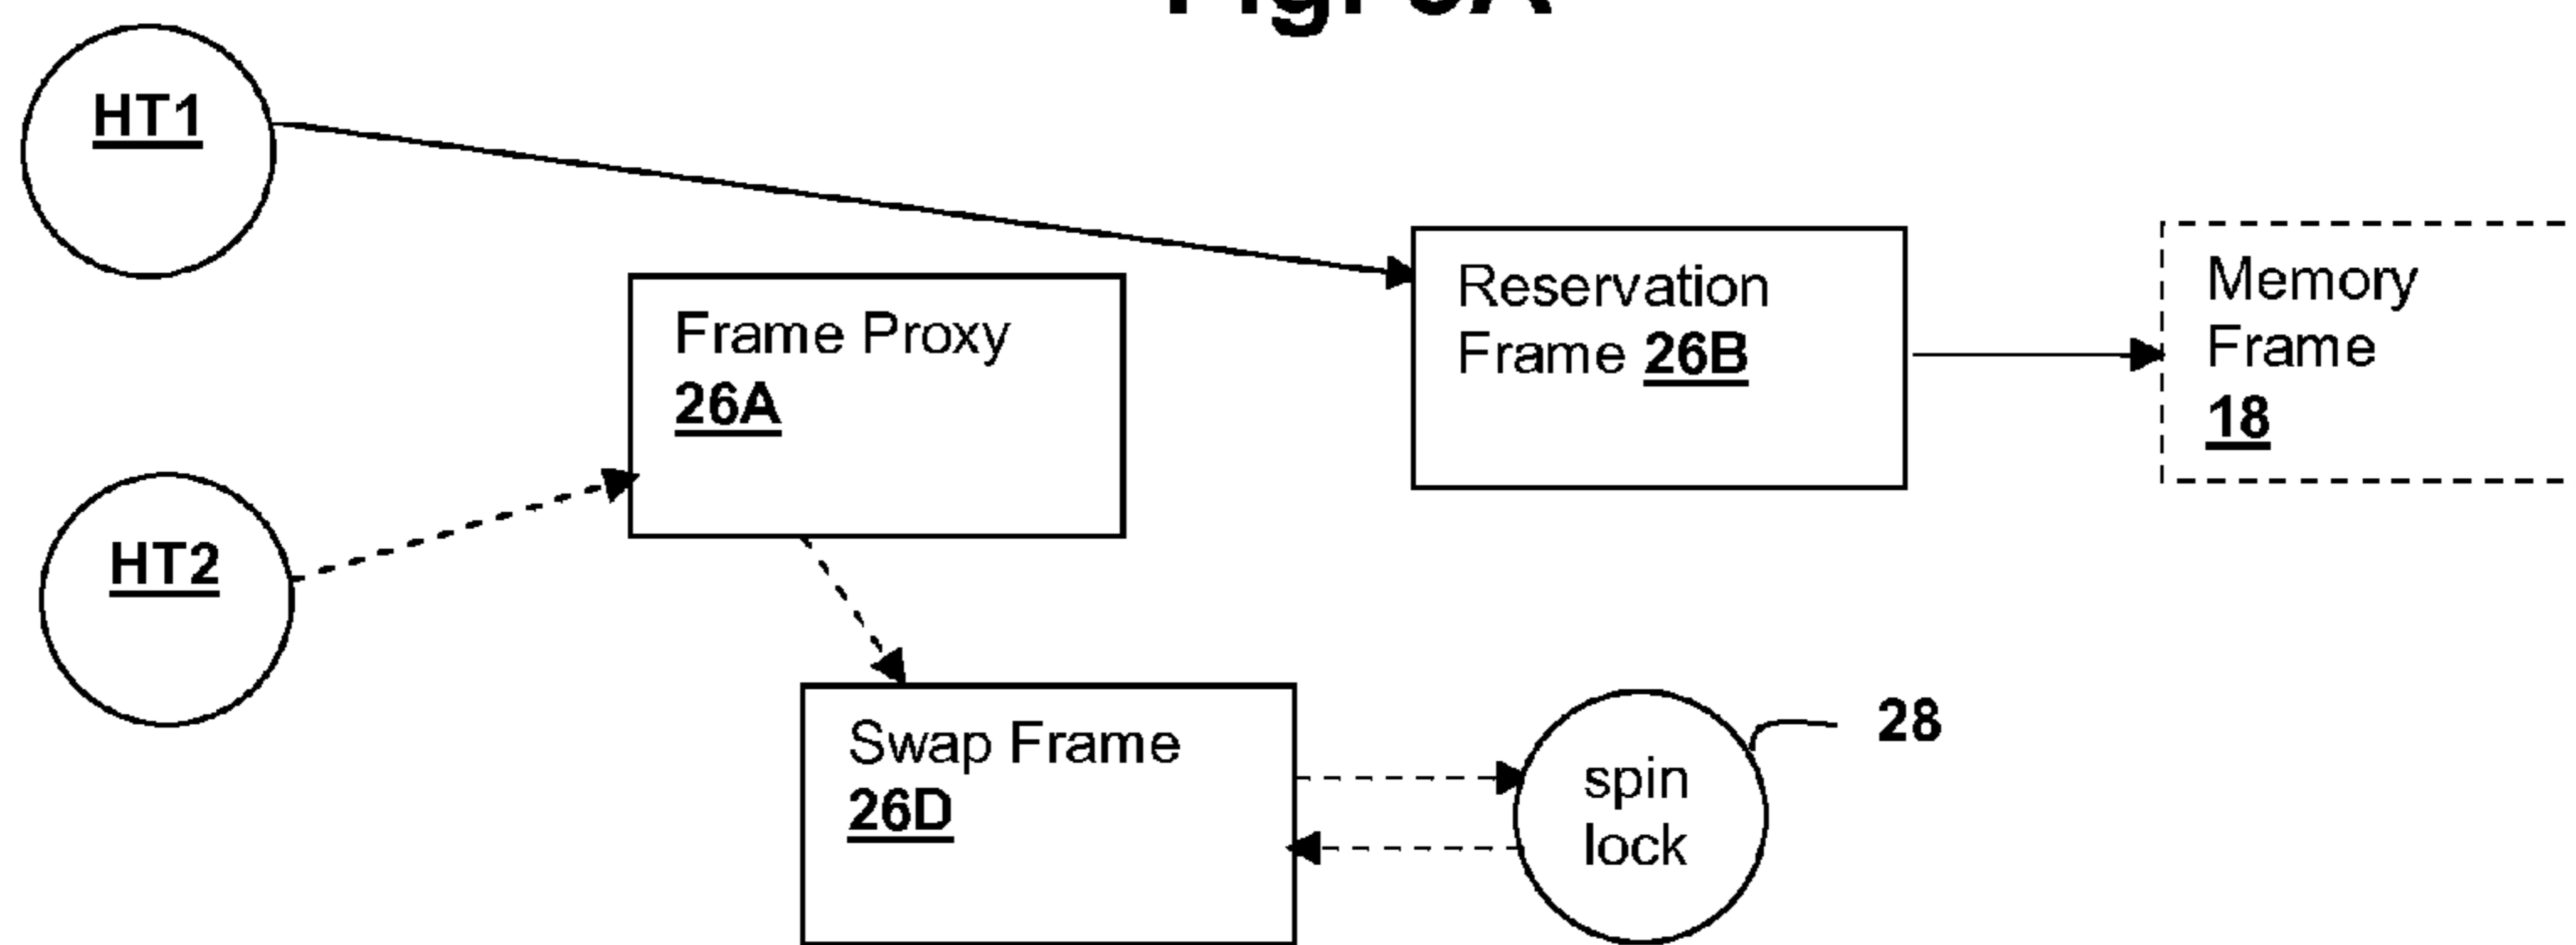 HT1
Reservation
Frame 26B
Memory
Frame
18
Frame Proxy
26A
HT2
Swap Frame
26D
spin
lock
28